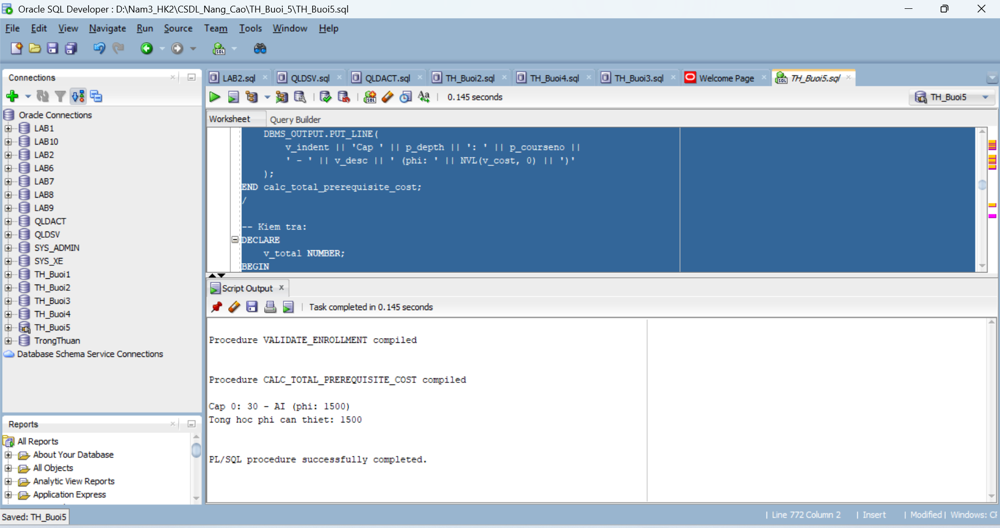 Oracle SQL Developer : D:\Nam3_HK2\CSDL_Nang_Cao\TH_Buoi_5\TH_Buoi5.sql
File Edit View Navigate Run Source Team Tools Window Help
SQL
Connections
Oracle Connections
LAB1
LAB10
LAB2
LAB6
LAB7
LAB8
LAB9
QLDACT
QLDSV
SYS_ADMIN
SYS_XE
TH_Buoi1
TH_Buoi2
TH_Buoi3
TH_Buoi4
TH_Buoi5
TrongThuan
Database Schema Service Connections
Reports
All Reports
About Your Database
All Objects
Analytic View Reports
Application Express
LAB2.sql QLDSV.sql QLDACT.sql TH_Buoi2.sql TH_Buoi4.sql TH_Buoi3.sql Welcome Page TH_Buoi5.sql
0.145 seconds
TH_Buoi5
Worksheet Query Builder
DBMS_OUTPUT.PUT_LINE(
v_indent || 'Cap ' || p_depth || ': ' || p_courseno ||
' - ' || v_desc || ' (phi: ' || NVL(v_cost, 0) || ')'
);
END calc_total_prerequisite_cost;
/
-- Kiem tra:
DECLARE
v_total NUMBER;
BEGIN
Script Output
Task completed in 0.145 seconds
Procedure VALIDATE_ENROLLMENT compiled
Procedure CALC_TOTAL_PREREQUISITE_COST compiled
Cap 0: 30 - AI (phi: 1500)
Tong hoc phi can thiet: 1500
PL/SQL procedure successfully completed.
Saved: TH_Buoi5
| Line 772 Column 2 | Insert | Modified | Windows: CF